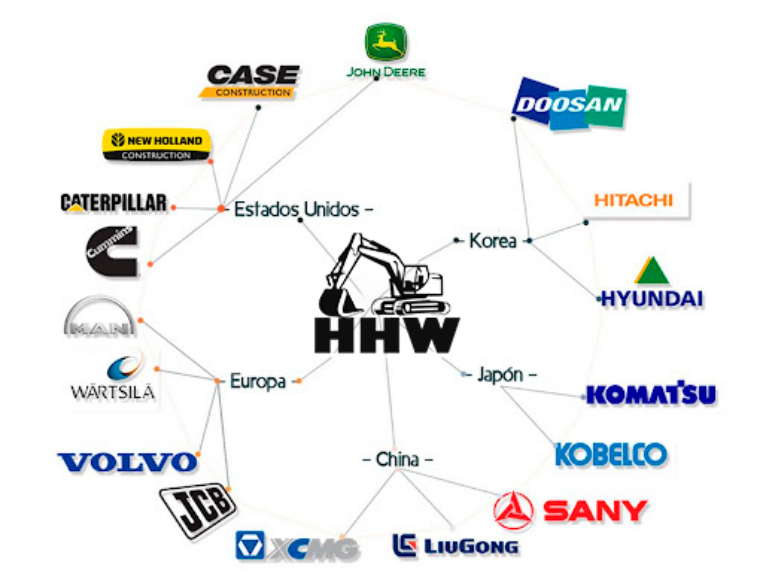 JOHN DEERE
CASE
CONSTRUCTION
DOOSAN
NEW HOLLAND
CONSTRUCTION
CATERPILLAR
HITACHI
- Estados Unidos -
- Korea -
Cummins
HYUNDAI
MAN
HHW
- Europa -
- Japón -
WÄRTSILÄ
KOMATSU
VOLVO
- China -
KOBELCO
JCB
SANY
XCMG
LIUGONG